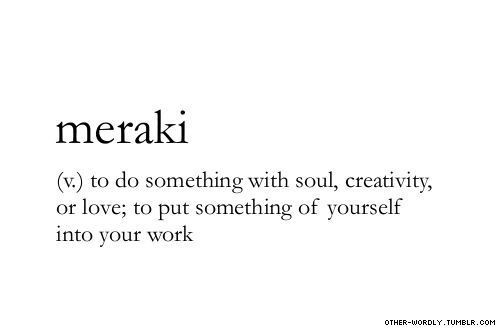 meraki
(v.) to do something with soul, creativity,
or love; to put something of yourself
into your work
OTHER-WORDLY.TUMBLR.COM